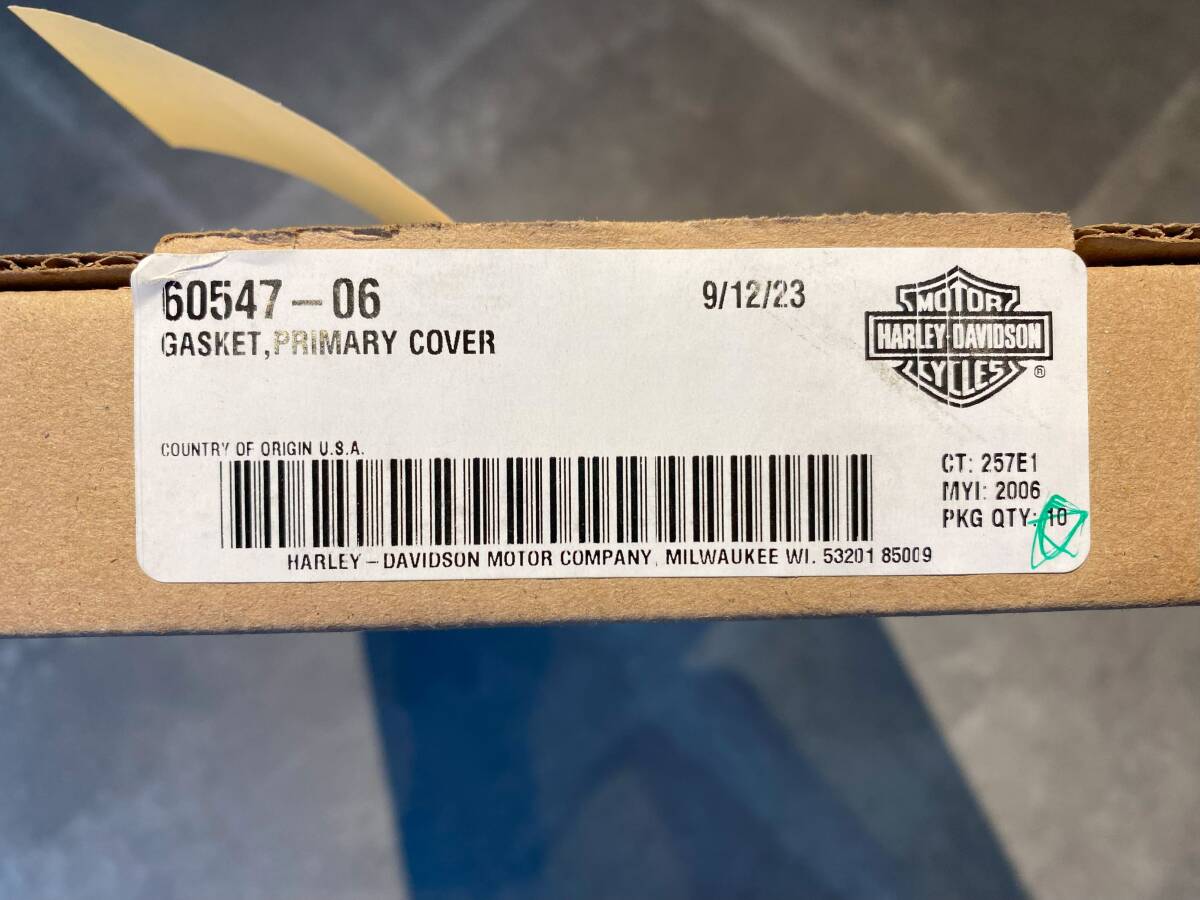 60547-06
GASKET, PRIMARY COVER
9/12/23
MOTOR
HARLEY-DAVIDSON
CYCLES
®
COUNTRY OF ORIGIN U.S.A.
CT: 257E1
MYI: 2006
PKG QTY: 10
HARLEY-DAVIDSON MOTOR COMPANY, MILWAUKEE WI. 53201 85009